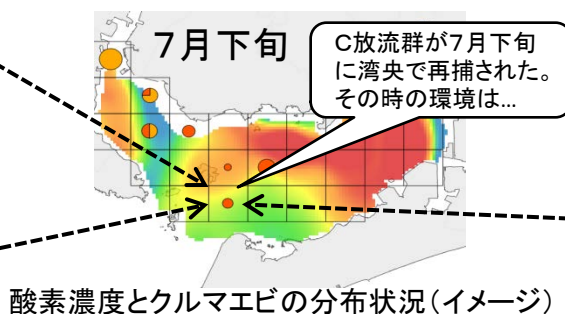 7月下旬
C放流群が7月下旬
に湾央で再捕された。
その時の環境は...
酸素濃度とクルマエビの分布状況(イメージ)